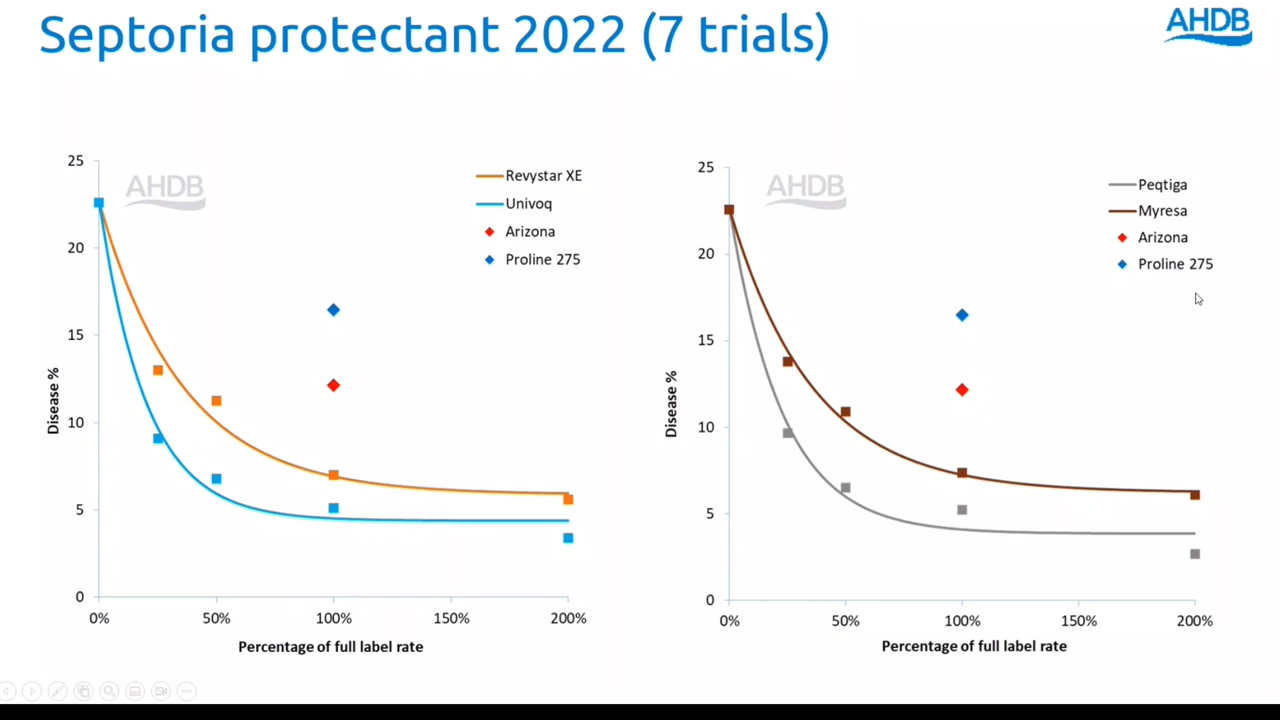 Septoria protectant 2022 (7 trials)
AHDB
25
20
15
10
5
0
Disease %
AHDB
Revystar XE
Univoq
Arizona
Proline 275
0%
50%
100%
150%
200%
Percentage of full label rate
25
20
15
10
5
0
Disease %
AHDB
Peqtiga
Myresa
Arizona
Proline 275
0%
50%
100%
150%
200%
Percentage of full label rate